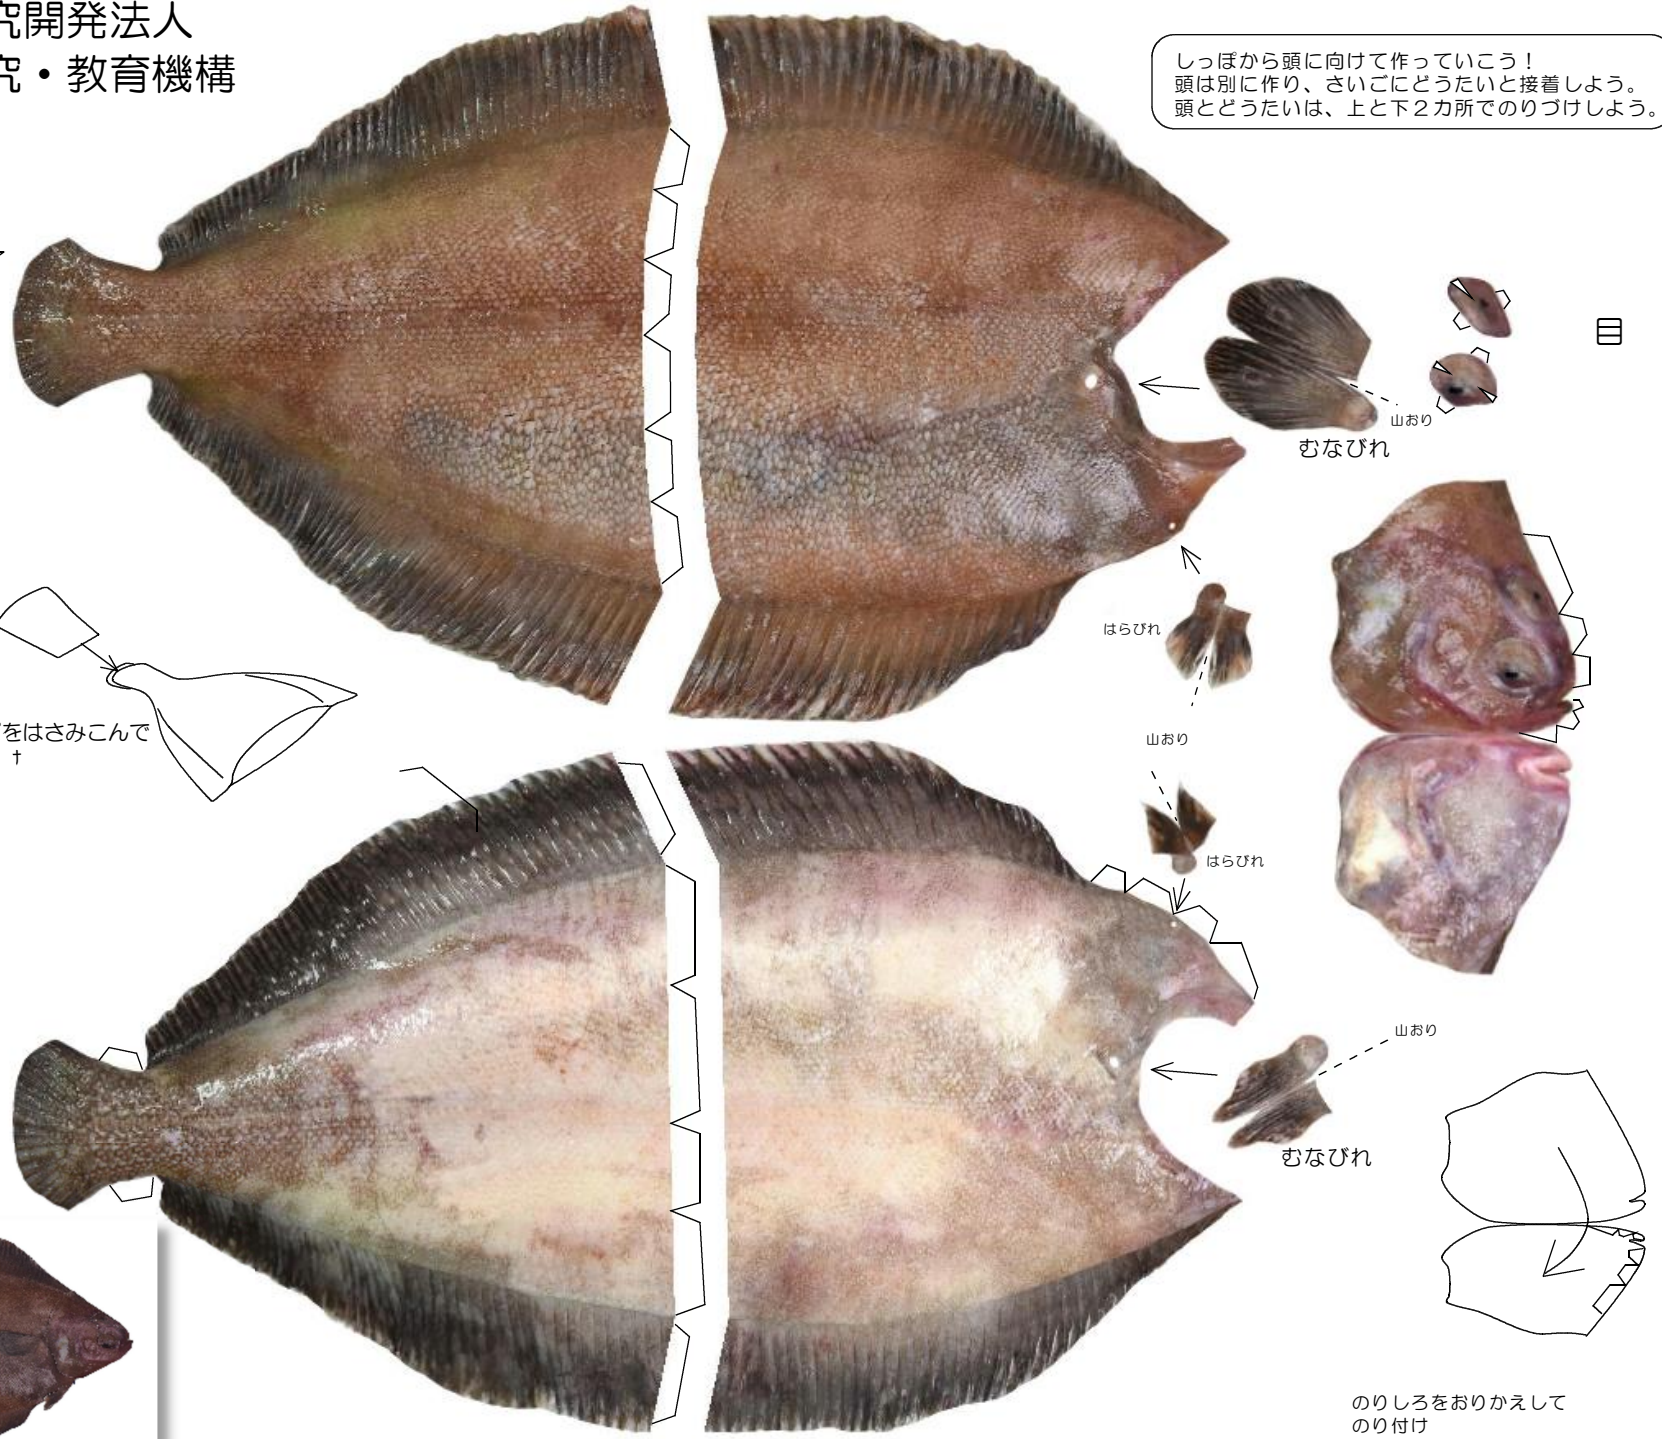 究開発法人
究・教育機構
しっぽから頭に向けて作っていこう！
頭は別に作り、さいごにどうたいと接着しよう。
頭とどうたいは、上と下２カ所でのりづけしよう。
目
山おり
むなびれ
はらびれ
山おり
をはさみこんで
はらびれ
山おり
むなびれ
のりしろをおりかえして
のり付け